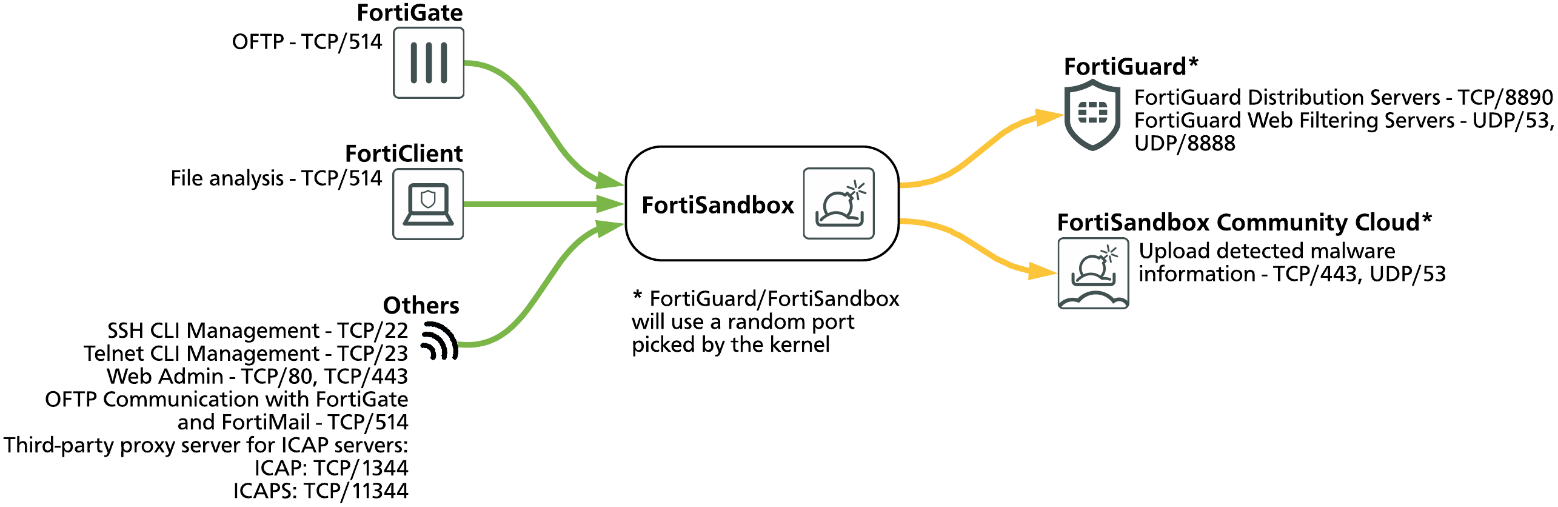 FortiGate
OFTP - TCP/514
FortiClient
File analysis - TCP/514
Others
SSH CLI Management - TCP/22
Telnet CLI Management - TCP/23
Web Admin - TCP/80, TCP/443
OFTP Communication with FortiGate
and FortiMail - TCP/514
Third-party proxy server for ICAP servers:
ICAP: TCP/1344
ICAPS: TCP/11344
FortiSandbox
* FortiGuard/FortiSandbox
will use a random port
picked by the kernel
FortiGuard*
FortiGuard Distribution Servers - TCP/8890
FortiGuard Web Filtering Servers - UDP/53,
UDP/8888
FortiSandbox Community Cloud*
Upload detected malware
information - TCP/443, UDP/53